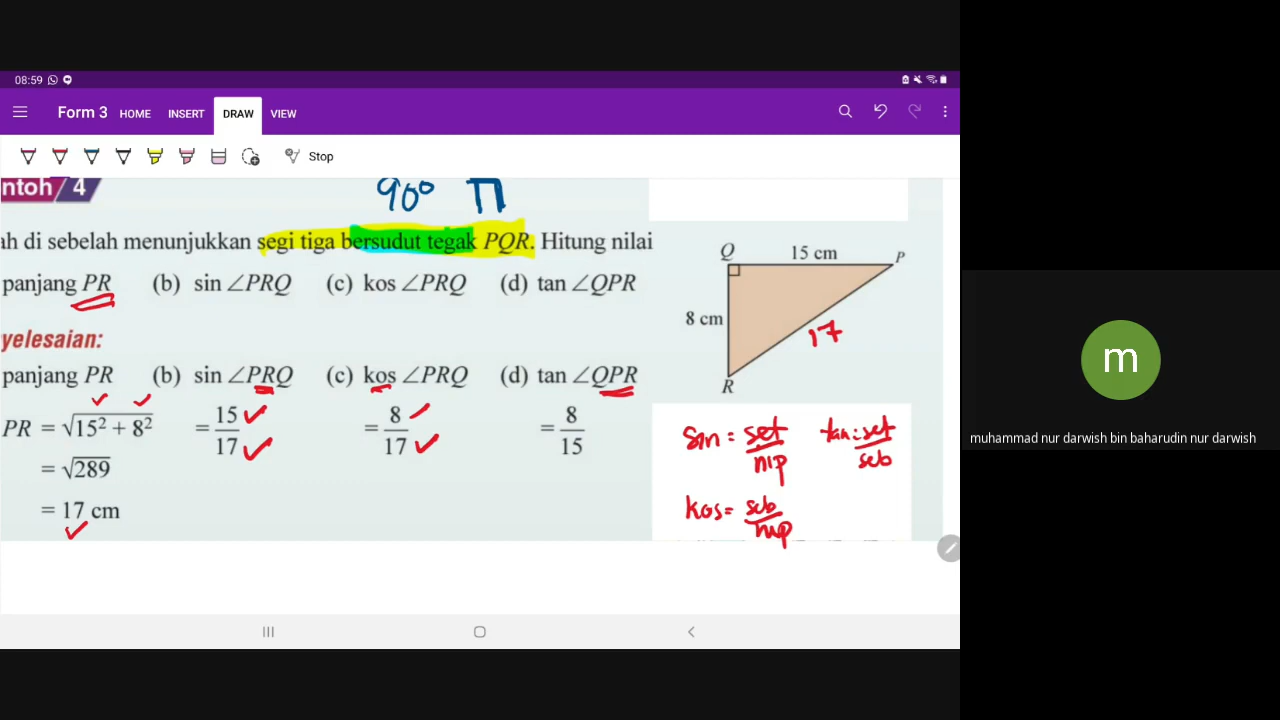 08:59
Form 3 HOME INSERT DRAW VIEW
Stop
ntoh/4
90°
ah di sebelah menunjukkan segi tiga bersudut tegak PQR. Hitung nilai
panjang PR (b) sin ∠PRQ (c) kos ∠PRQ (d) tan ∠QPR
Q 15 cm P
8 cm
17
R
yelesaian:
panjang PR (b) sin ∠PRQ (c) kos ∠PRQ (d) tan ∠QPR
PR = √15² + 8² = 15/17 = 8/17 = 8/15
= √289
= 17 cm
sin = set/hip tan = set/seb
kos = seb/hip
m
muhammad nur darwish bin baharudin nur darwish